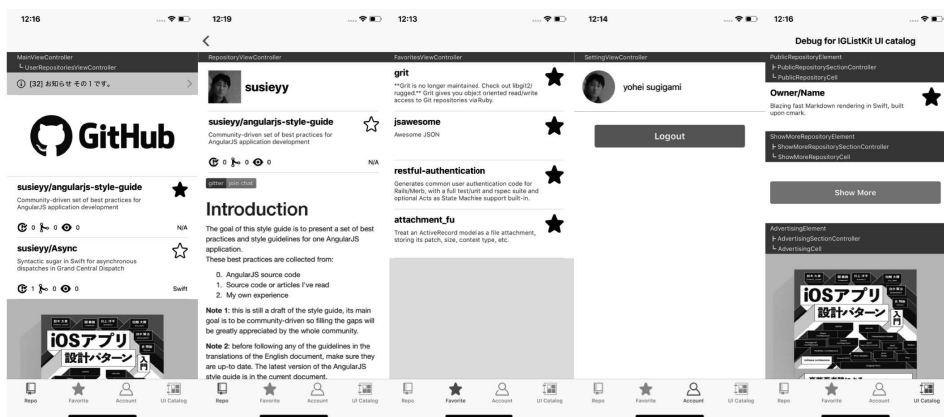 12:16
MainViewController
└ UserRepositoriesViewController
[32] お知らせ その1です。
GitHub
susieyy/angularjs-style-guide
Community-driven set of best practices for
AngularJS application development
0 0 0 N/A
susieyy/Async
Syntactic sugar in Swift for asynchronous
dispatches in Grand Central Dispatch
1 0 0 Swift
iOSアプリ
設計パターン
入門
Repo Favorite Account UI Catalog
12:19
RepositoryViewController
susieyy
susieyy/angularjs-style-guide
Community-driven set of best practices for
AngularJS application development
0 0 0 N/A
gitter join chat
Introduction
The goal of this style guide is to present a set of best
practices and style guidelines for one AngularJS
application.
These best practices are collected from:
0. AngularJS source code
1. Source code or articles I've read
2. My own experience
Note 1: this is still a draft of the style guide, its main
goal is to be community-driven so filling the gaps will
be greatly appreciated by the whole community.
Note 2: before following any of the guidelines in the
translations of the English document, make sure they
are up-to date. The latest version of the AngularJS
style guide is in the current document.
Repo Favorite Account UI Catalog
12:13
FavoritesViewController
grit
**Grit is no longer maintained. Check out libgit2/
rugged.** Grit gives you object oriented read/write
access to Git repositories via Ruby.
jsawesome
Awesome JSON
restful-authentication
Generates common user authentication code for
Rails/Merb, with a full test/unit and rspec suite and
optional Acts as State Machine support built-in.
attachment_fu
Treat an ActiveRecord model as a file attachment,
storing its patch, size, content type, etc.
Repo Favorite Account UI Catalog
12:14
SettingViewController
yohei sugigami
Logout
Repo Favorite Account UI Catalog
12:16
Debug for IGListKit UI catalog
PublicRepositoryElement
├ PublicRepositorySectionController
└ PublicRepositoryCell
Owner/Name
Blazing fast Markdown rendering in Swift, built
upon cmark.
ShowMoreRepositoryElement
├ ShowMoreRepositorySectionController
└ ShowMoreRepositoryCell
Show More
AdvertisingElement
├ AdvertisingSectionController
└ AdvertisingCell
iOSアプリ
設計パターン
入門
Repo Favorite Account UI Catalog